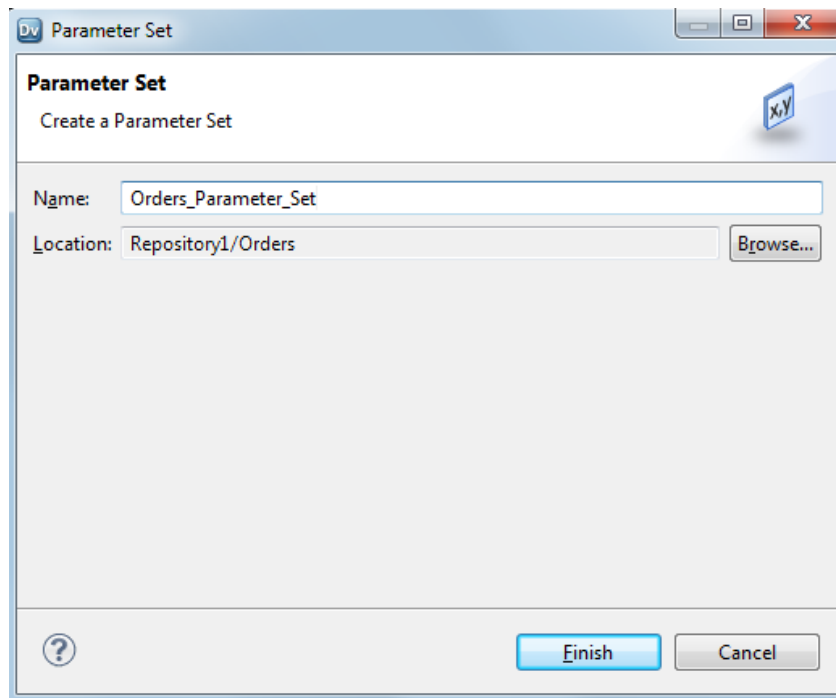 Dv Parameter Set
Parameter Set
Create a Parameter Set
x,y
Name: Orders_Parameter_Set
Location: Repository1/Orders Browse...
? Finish Cancel